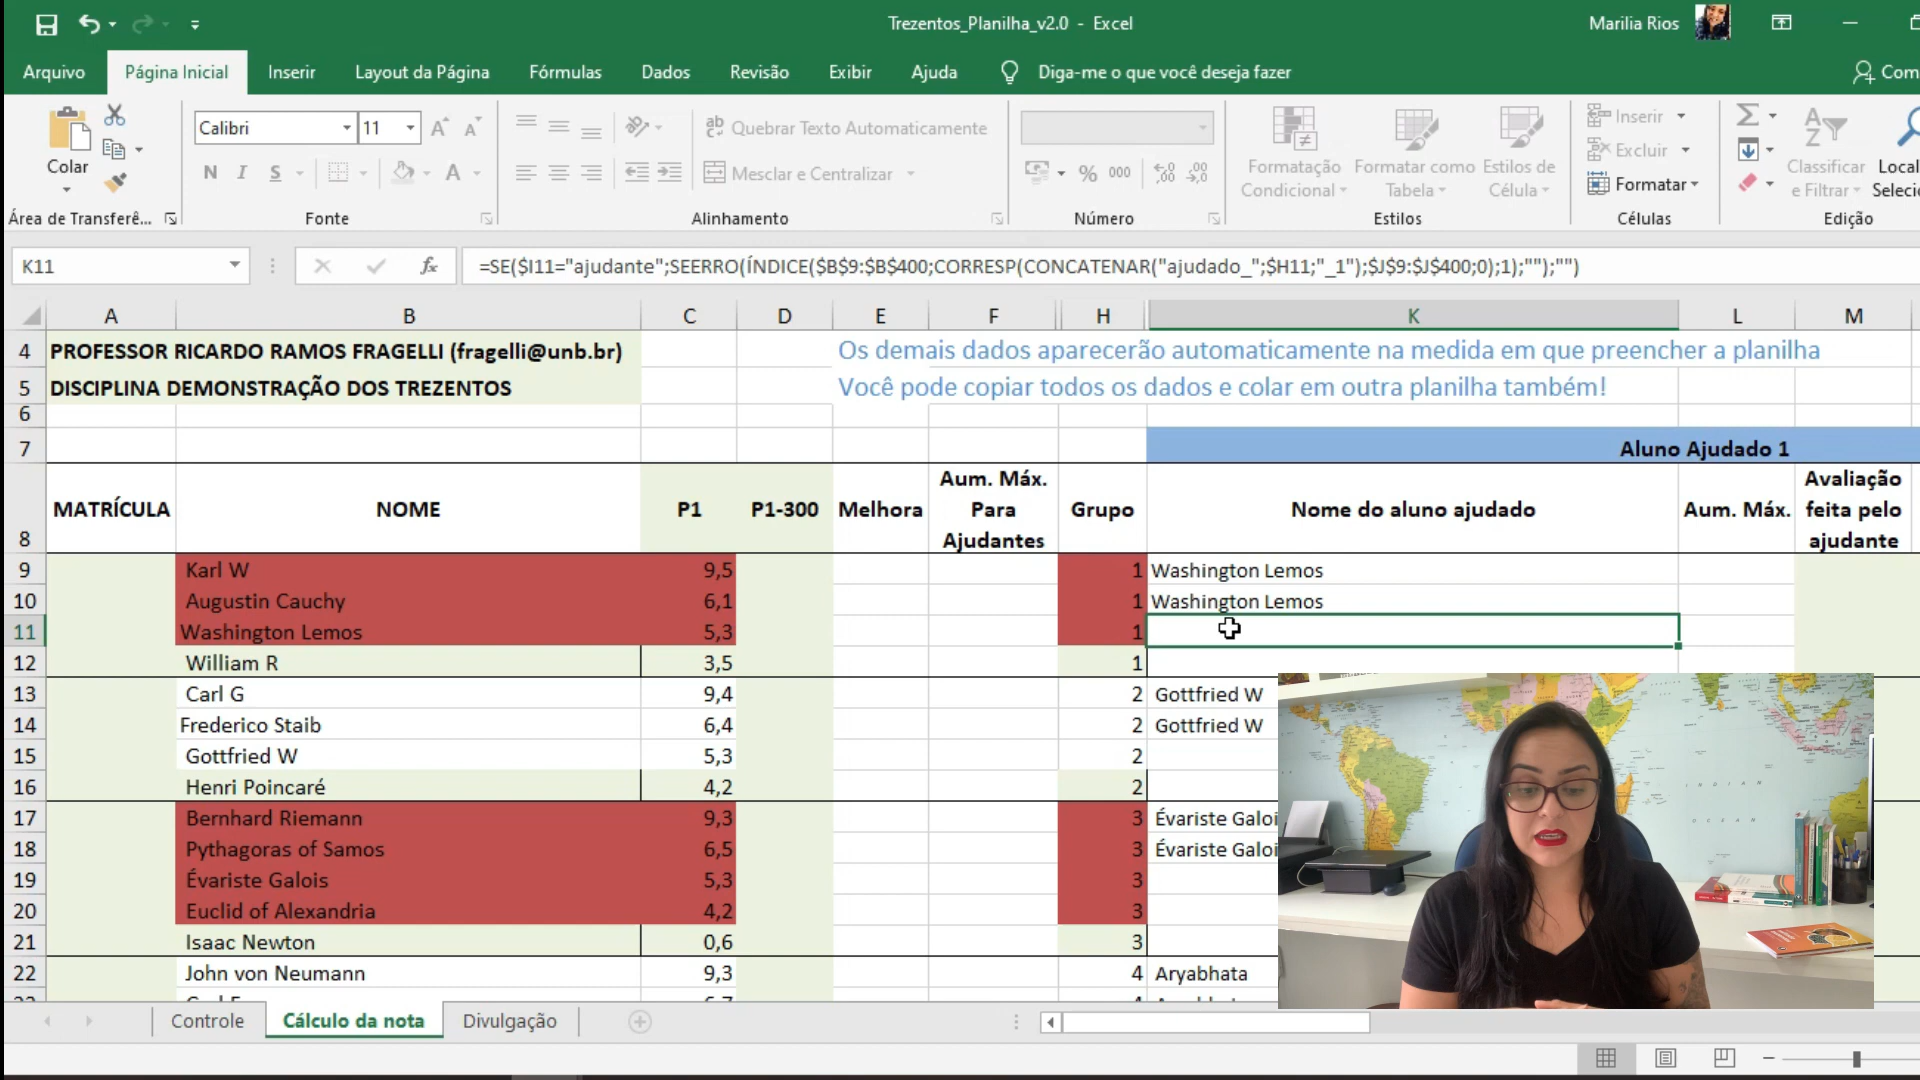 Trezentos_Planilha_v2.0 - Excel
Marilia Rios
Arquivo
Página Inicial
Inserir
Layout da Página
Fórmulas
Dados
Revisão
Exibir
Ajuda
Diga-me o que você deseja fazer
Com
Colar
Área de Transferê...
Calibri
11
N I S
Fonte
Quebrar Texto Automaticamente
Mesclar e Centralizar
Alinhamento
% 000
Número
Formatação Condicional
Formatar como Tabela
Estilos de Célula
Estilos
Inserir
Excluir
Formatar
Células
Classificar e Filtrar
Local
Seleci
Edição
K11
=SE($I11="ajudante";SEERRO(ÍNDICE($B$9:$B$400;CORRESP(CONCATENAR("ajudado_";$H11;"_1");$J$9:$J$400;0);1);"");"")
A B C D E F H K L M
4 PROFESSOR RICARDO RAMOS FRAGELLI (fragelli@unb.br) Os demais dados aparecerão automaticamente na medida em que preencher a planilha
5 DISCIPLINA DEMONSTRAÇÃO DOS TREZENTOS Você pode copiar todos os dados e colar em outra planilha também!
6
7 Aluno Ajudado 1
8 MATRÍCULA NOME P1 P1-300 Melhora Aum. Máx. Para Ajudantes Grupo Nome do aluno ajudado Aum. Máx. Avaliação feita pelo ajudante
9 Karl W 9,5 1 Washington Lemos
10 Augustin Cauchy 6,1 1 Washington Lemos
11 Washington Lemos 5,3 1
12 William R 3,5 1
13 Carl G 9,4 2 Gottfried W
14 Frederico Staib 6,4 2 Gottfried W
15 Gottfried W 5,3 2
16 Henri Poincaré 4,2 2
17 Bernhard Riemann 9,3 3 Évariste Galoi
18 Pythagoras of Samos 6,5 3 Évariste Galoi
19 Évariste Galois 5,3 3
20 Euclid of Alexandria 4,2 3
21 Isaac Newton 0,6 3
22 John von Neumann 9,3 4 Aryabhata
Controle
Cálculo da nota
Divulgação